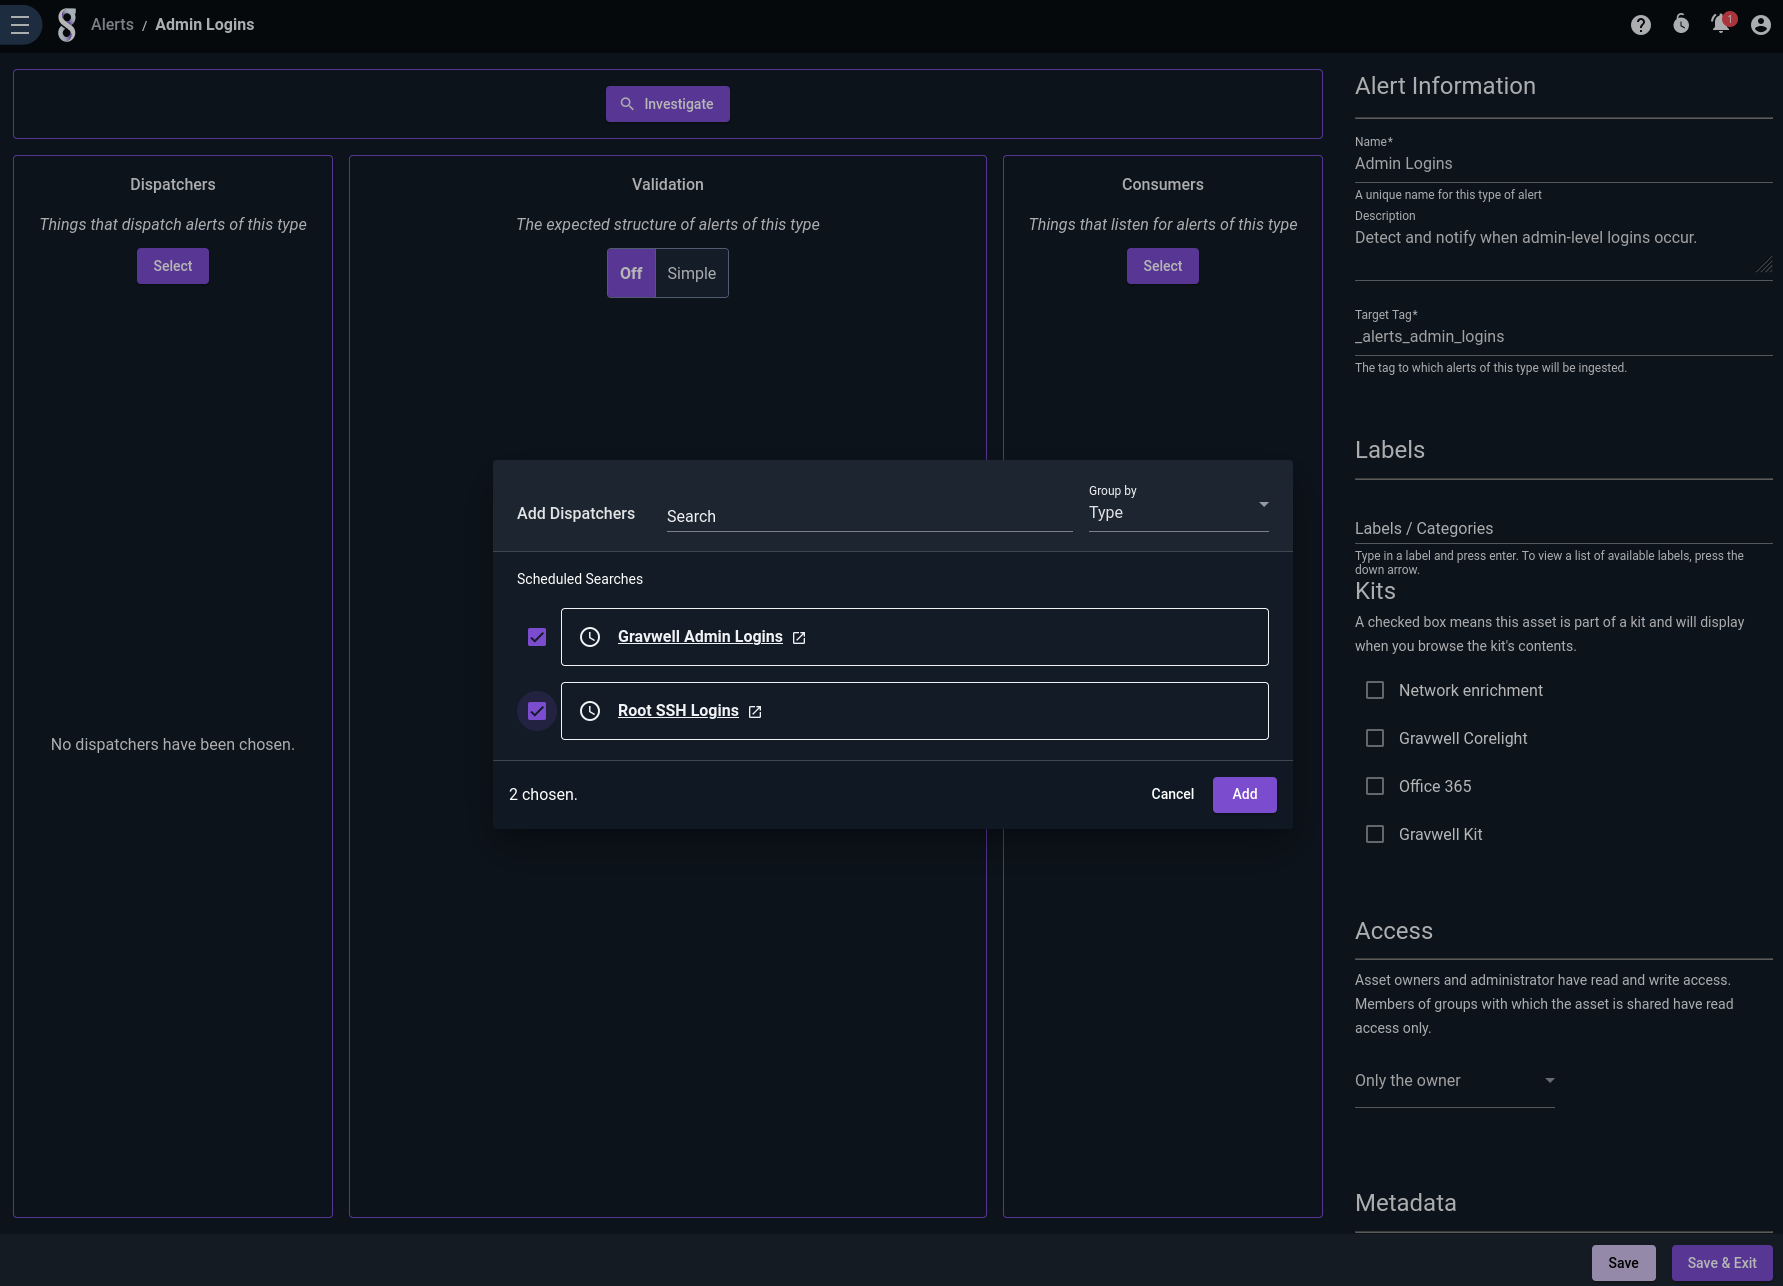 Alerts / Admin Logins
1
Investigate
Dispatchers
Things that dispatch alerts of this type
Select
No dispatchers have been chosen.
Validation
The expected structure of alerts of this type
Off Simple
Consumers
Things that listen for alerts of this type
Select
Add Dispatchers
Search
Group by
Type
Scheduled Searches
Gravwell Admin Logins
Root SSH Logins
2 chosen.
Cancel
Add
Alert Information
Name*
Admin Logins
A unique name for this type of alert
Description
Detect and notify when admin-level logins occur.
Target Tag*
_alerts_admin_logins
The tag to which alerts of this type will be ingested.
Labels
Labels / Categories
Type in a label and press enter. To view a list of available labels, press the
down arrow.
Kits
A checked box means this asset is part of a kit and will display
when you browse the kit's contents.
Network enrichment
Gravwell Corelight
Office 365
Gravwell Kit
Access
Asset owners and administrator have read and write access.
Members of groups with which the asset is shared have read
access only.
Only the owner
Metadata
Save
Save & Exit